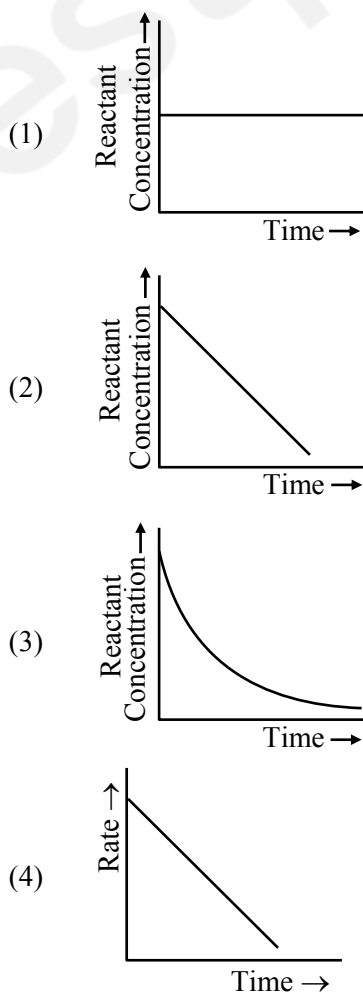 (1)
Reactant
Concentration →
Time →
(2)
Reactant
Concentration →
Time →
(3)
Reactant
Concentration →
Time →
(4)
Rate →
Time →